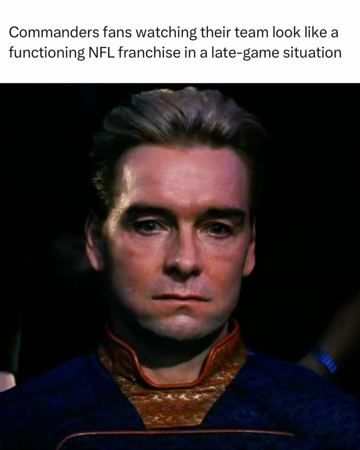 Commanders fans watching their team look like a
functioning NFL franchise in a late-game situation